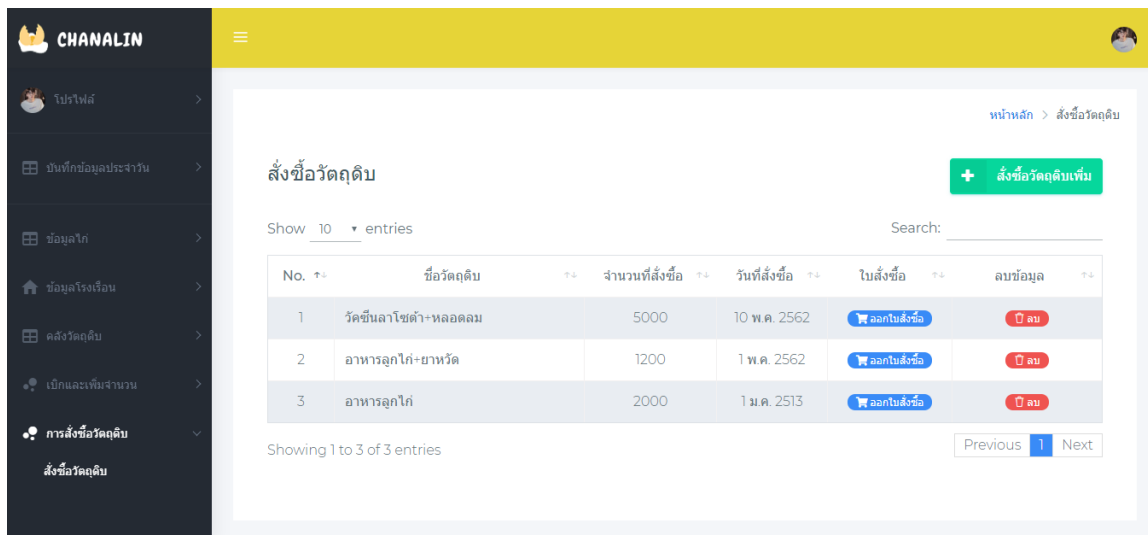 CHANALIN
โปรไฟล์
บันทึกข้อมูลประจำวัน
ข้อมูลไก่
ข้อมูลโรงเรือน
คลังวัตถุดิบ
เบิกและเพิ่มจำนวน
การสั่งซื้อวัตถุดิบ
สั่งซื้อวัตถุดิบ
หน้าหลัก > สั่งซื้อวัตถุดิบ
สั่งซื้อวัตถุดิบ
+ สั่งซื้อวัตถุดิบเพิ่ม
Show 10 entries
Search:
No. ชื่อวัตถุดิบ จำนวนที่สั่งซื้อ วันที่สั่งซื้อ ใบสั่งซื้อ ลบข้อมูล
1 วัคซีนลาโซต้า+หลอดลม 5000 10 พ.ค. 2562 ออกใบสั่งซื้อ ลบ
2 อาหารลูกไก่+ยาหวัด 1200 1 พ.ค. 2562 ออกใบสั่งซื้อ ลบ
3 อาหารลูกไก่ 2000 1 ม.ค. 2513 ออกใบสั่งซื้อ ลบ
Showing 1 to 3 of 3 entries
Previous 1 Next